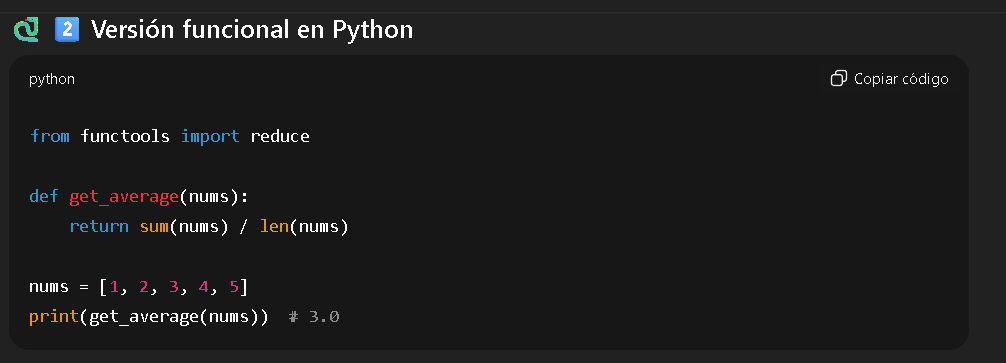 2 Versión funcional en Python
python
Copiar código
from functools import reduce
def get_average(nums):
    return sum(nums) / len(nums)
nums = [1, 2, 3, 4, 5]
print(get_average(nums))  # 3.0